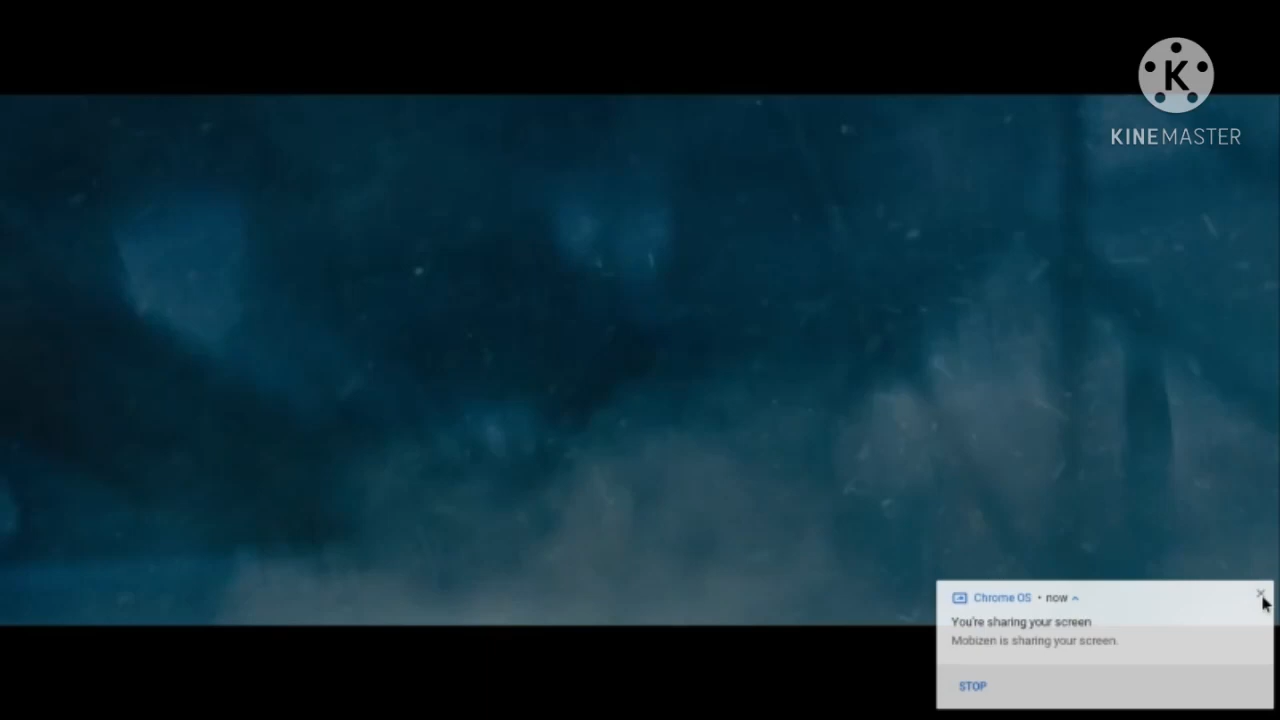 K
KINEMASTER
Chrome OS • now
You're sharing your screen
Mobizen is sharing your screen.
STOP